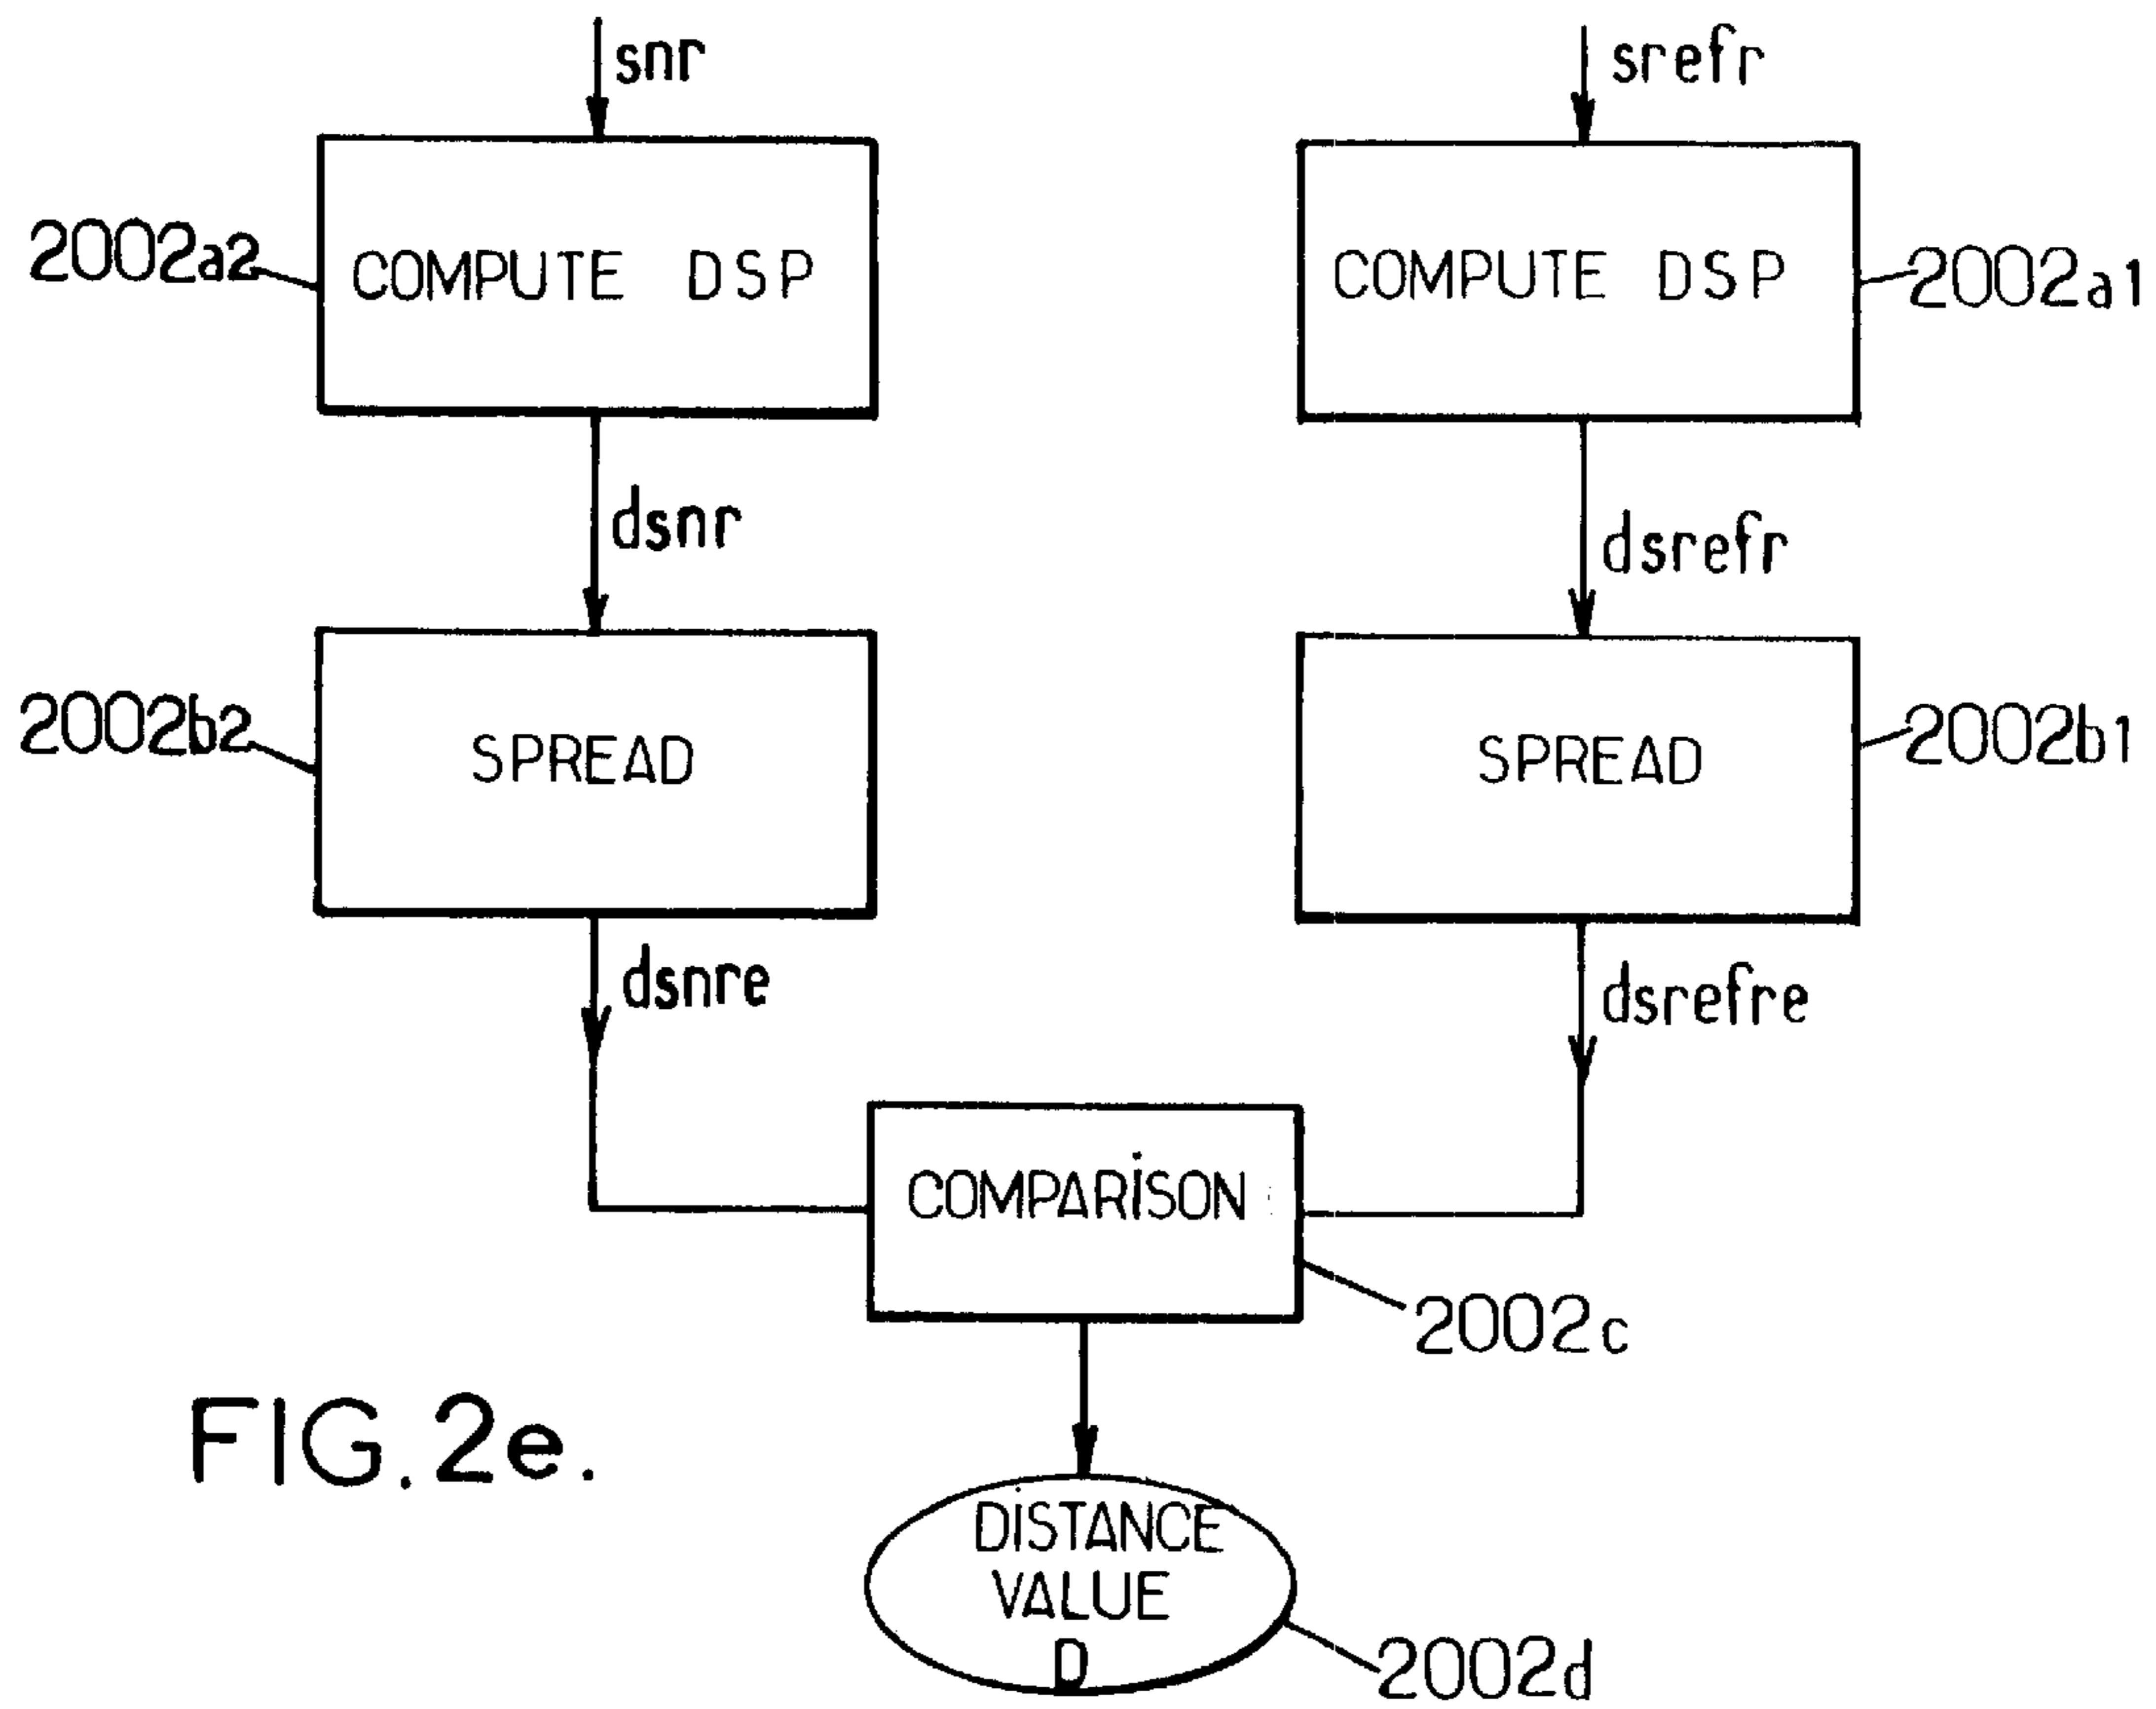 snr
srefr
2002a2
COMPUTE DSP
COMPUTE DSP
2002a1
dsnr
dsrefr
2002b2
SPREAD
SPREAD
2002b1
dsnre
dsrefre
COMPARiSON
2002c
FIG.2e.
DiSTANCE
VALUE
D
2002d